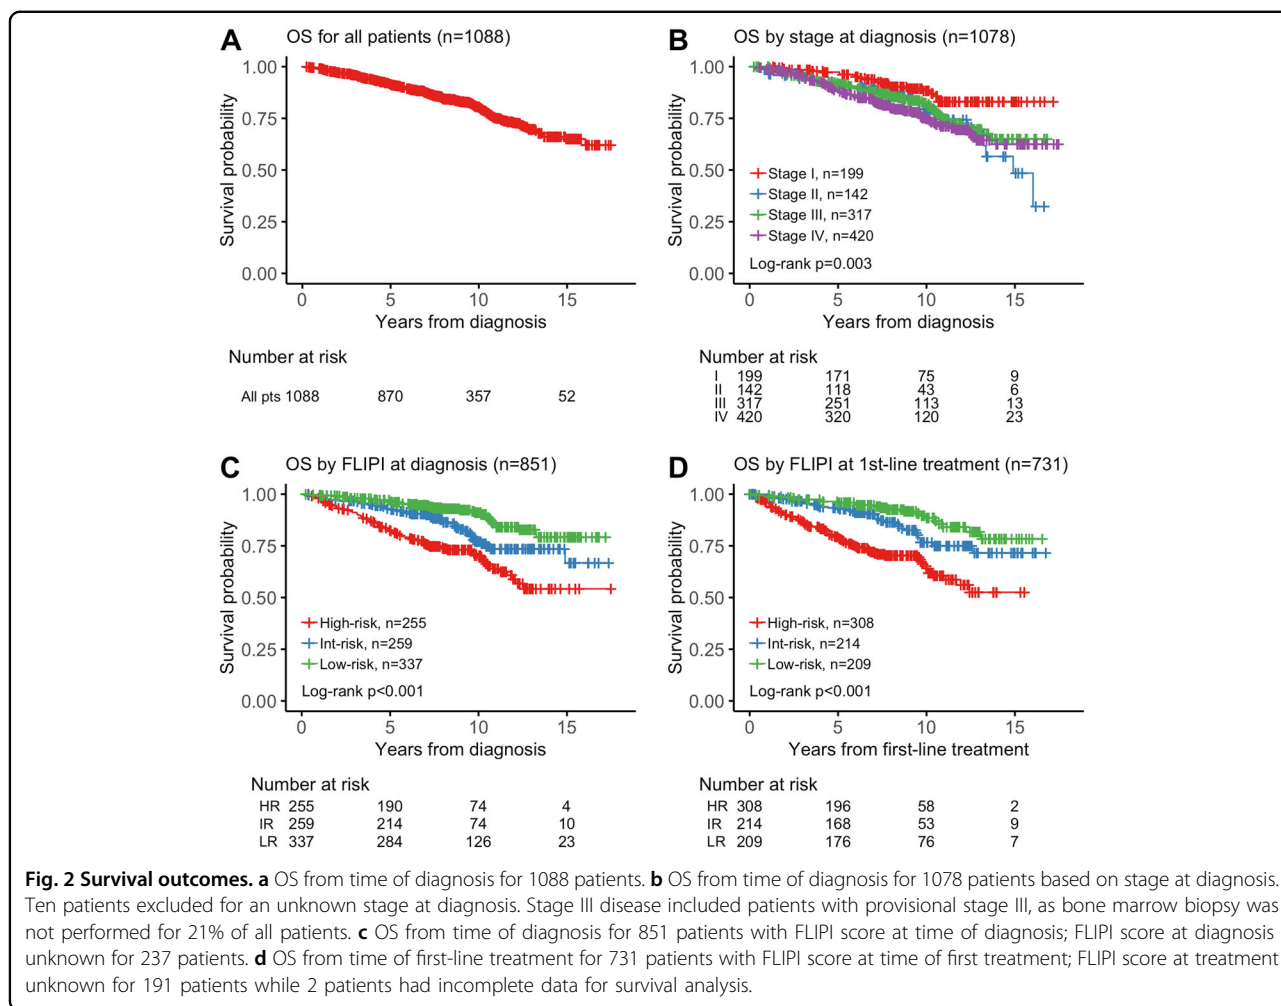 A OS for all patients (n=1088)
1.00
0.75
0.50
0.25
0.00
Survival probability
0 5 10 15
Years from diagnosis
Number at risk
All pts 1088 870 357 52
B OS by stage at diagnosis (n=1078)
1.00
0.75
0.50
0.25
0.00
Survival probability
Stage I, n=199
Stage II, n=142
Stage III, n=317
Stage IV, n=420
Log-rank p=0.003
0 5 10 15
Years from diagnosis
Number at risk
I 199 171 75 9
II 142 118 43 6
III 317 251 113 13
IV 420 320 120 23
C OS by FLIPI at diagnosis (n=851)
1.00
0.75
0.50
0.25
0.00
Survival probability
High-risk, n=255
Int-risk, n=259
Low-risk, n=337
Log-rank p<0.001
0 5 10 15
Years from diagnosis
Number at risk
HR 255 190 74 4
IR 259 214 74 10
LR 337 284 126 23
D OS by FLIPI at 1st-line treatment (n=731)
1.00
0.75
0.50
0.25
0.00
Survival probability
High-risk, n=308
Int-risk, n=214
Low-risk, n=209
Log-rank p<0.001
0 5 10 15
Years from first-line treatment
Number at risk
HR 308 196 58 2
IR 214 168 53 9
LR 209 176 76 7
Fig. 2 Survival outcomes. a OS from time of diagnosis for 1088 patients. b OS from time of diagnosis for 1078 patients based on stage at diagnosis.
Ten patients excluded for an unknown stage at diagnosis. Stage III disease included patients with provisional stage III, as bone marrow biopsy was
not performed for 21% of all patients. c OS from time of diagnosis for 851 patients with FLIPI score at time of diagnosis; FLIPI score at diagnosis
unknown for 237 patients. d OS from time of first-line treatment for 731 patients with FLIPI score at time of first treatment; FLIPI score at treatment
unknown for 191 patients while 2 patients had incomplete data for survival analysis.